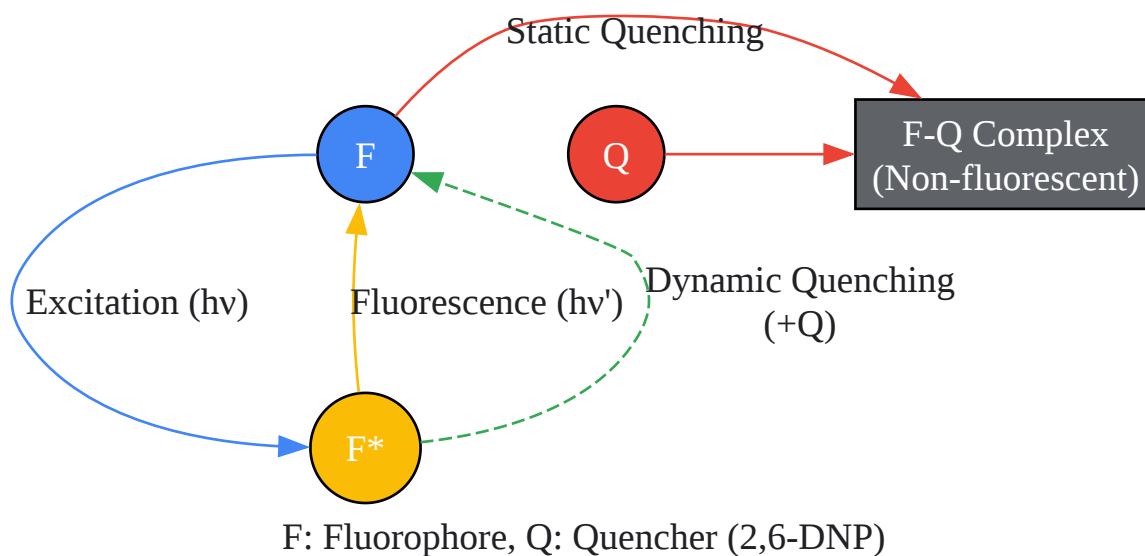 Static Quenching
F
Q
F-Q Complex
(Non-fluorescent)
Excitation (hν)
Fluorescence (hν')
Dynamic Quenching
(+Q)
F*
F: Fluorophore, Q: Quencher (2,6-DNP)